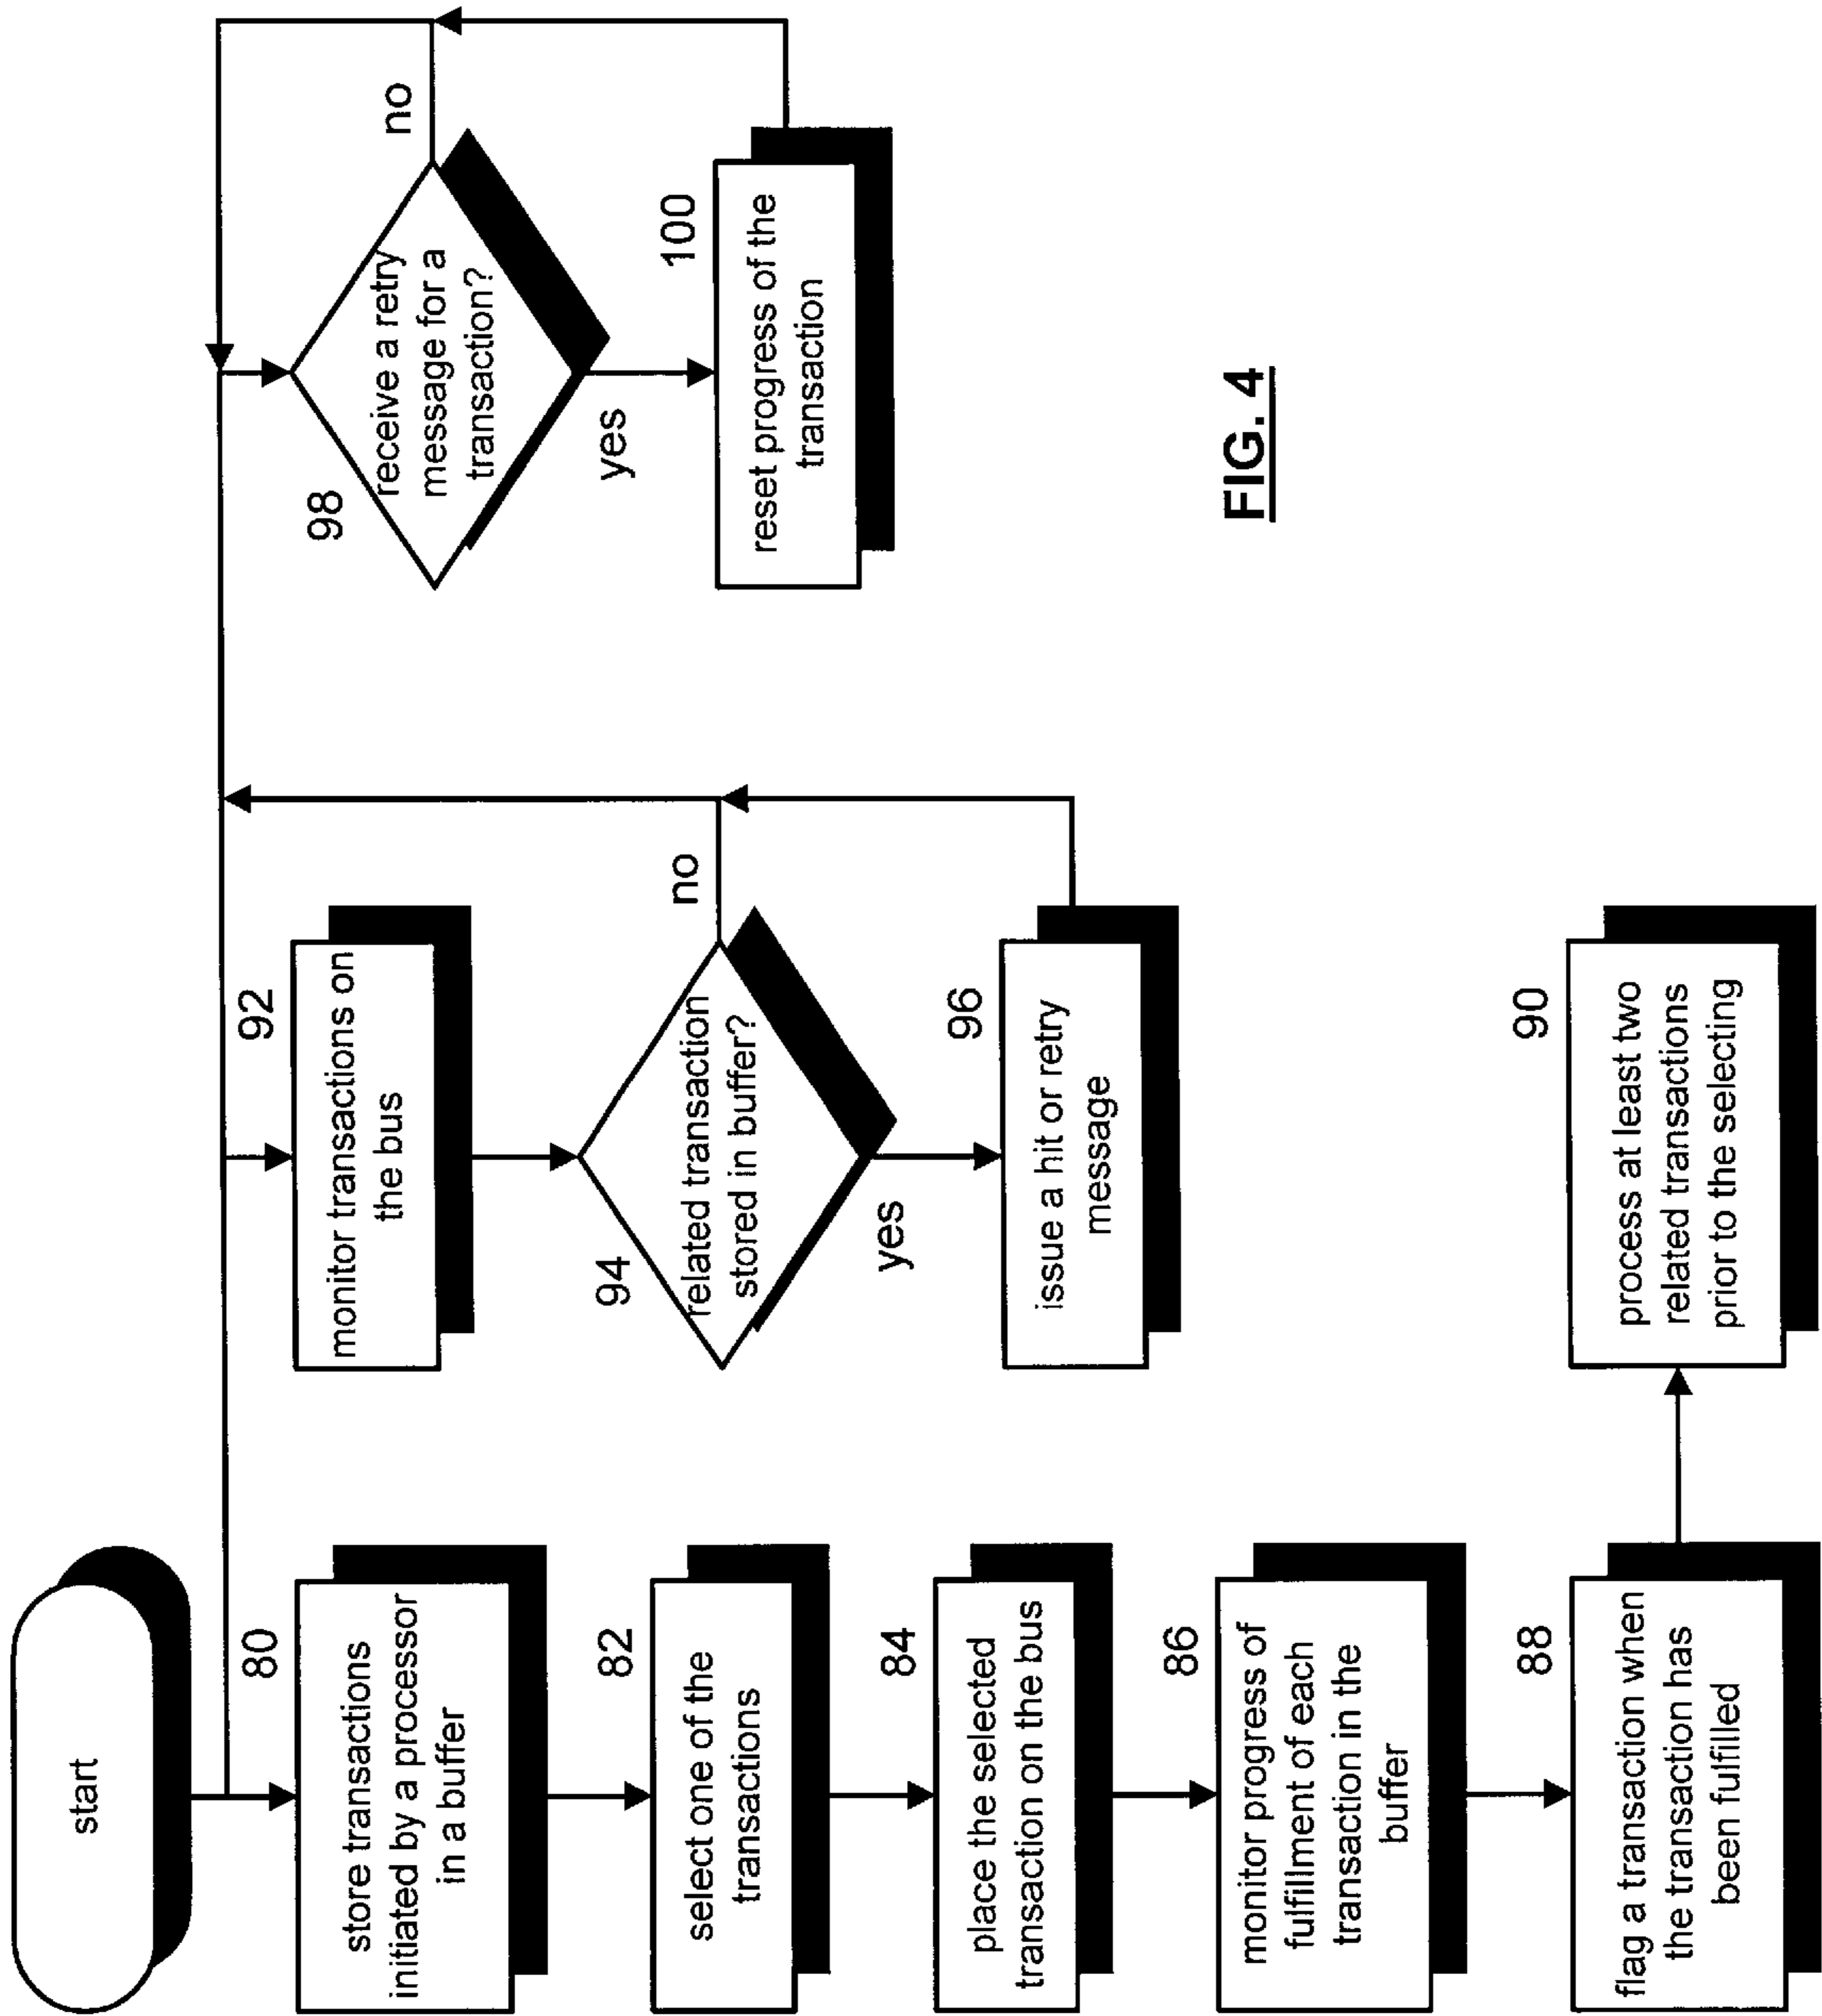 start
80
store transactions
initiated by a processor
in a buffer
82
select one of the
transactions
84
place the selected
transaction on the bus
86
monitor progress of
fulfillment of each
transaction in the
buffer
88
flag a transaction when
the transaction has
been fulfilled
90
process at least two
related transactions
prior to the selecting
92
monitor transactions on
the bus
94
related transaction
stored in buffer?
no
yes
96
issue a hit or retry
message
98
receive a retry
message for a
transaction?
no
yes
100
reset progress of the
transaction
FIG. 4